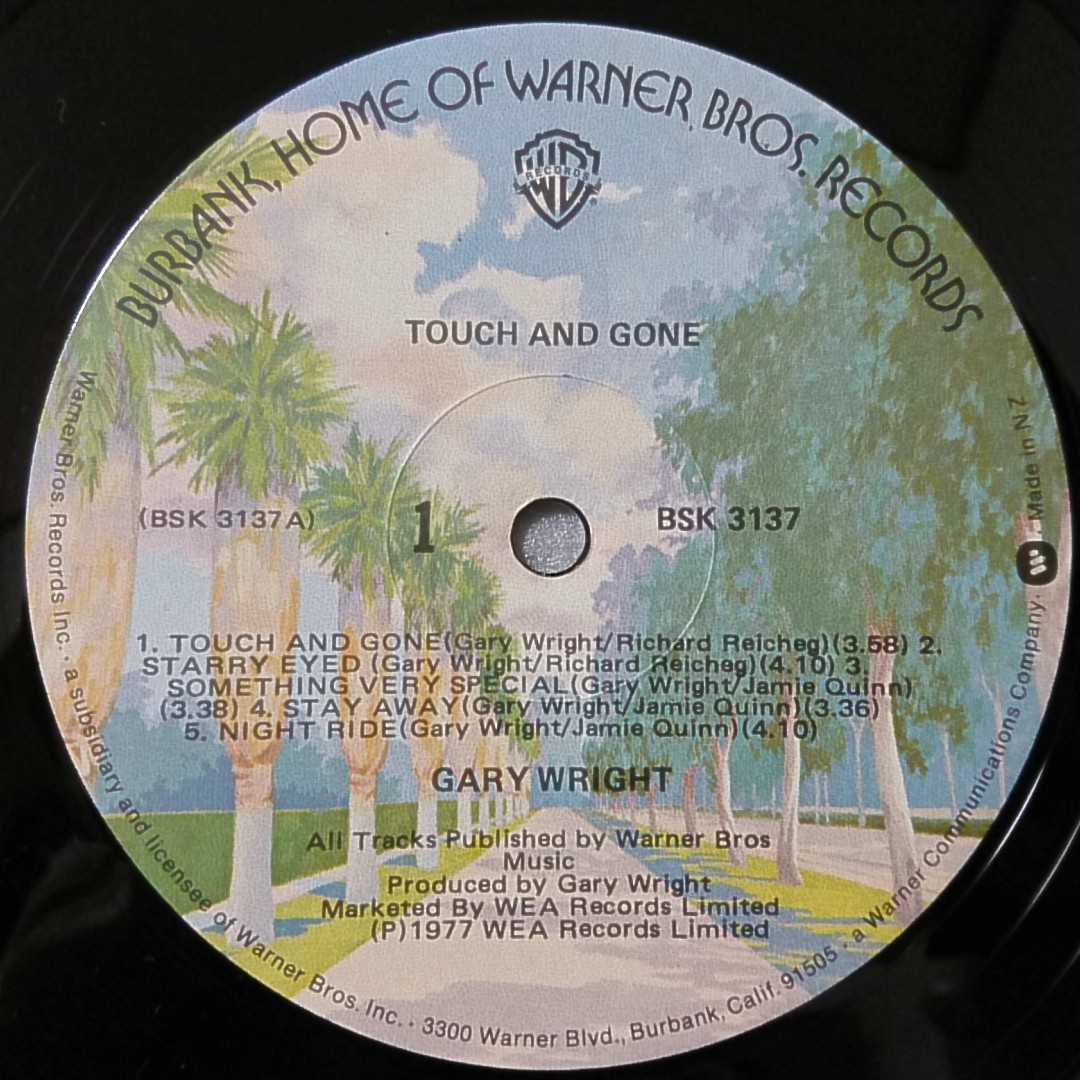 BURBANK, HOME OF WARNER BROS. RECORDS
WB
RECORDS
TOUCH AND GONE
(BSK 3137A)
1
BSK 3137
1. TOUCH AND GONE(Gary Wright/Richard Reicheg)(3.58) 2.
STARRY EYED (Gary Wright/Richard Reicheg)(4.10) 3.
SOMETHING VERY SPECIAL(Gary Wright/Jamie Quinn)
(3.38) 4. STAY AWAY(Gary Wright/Jamie Quinn)(3.36)
5. NIGHT RIDE(Gary Wright/Jamie Quinn)(4.10)
GARY WRIGHT
All Tracks Published by Warner Bros
Music
Produced by Gary Wright
Marketed By WEA Records Limited
(P)1977 WEA Records Limited
Warner Bros. Records Inc. · a subsidiary and licensee of Warner Bros. Inc. · 3300 Warner Blvd., Burbank, Calif. 91505 · a Warner Communications Company. Made in NZ